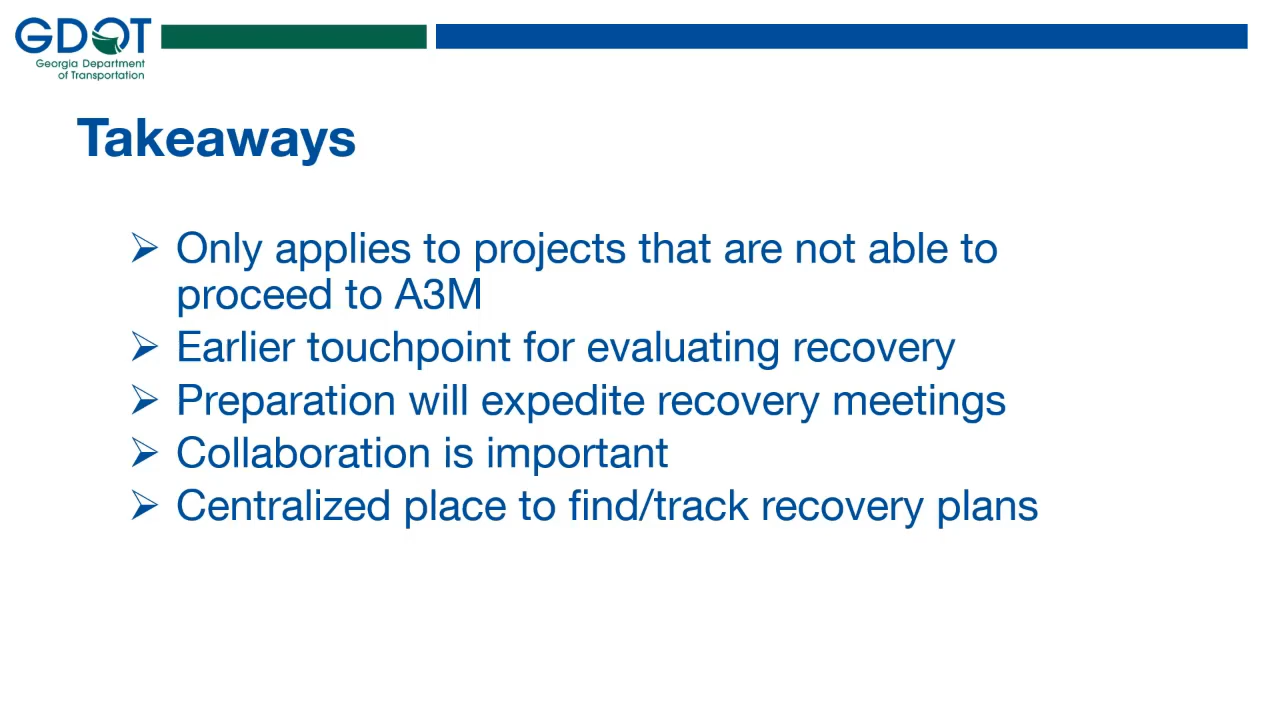 GDOT
Georgia Department
of Transportation
Takeaways
➢ Only applies to projects that are not able to
proceed to A3M
➢ Earlier touchpoint for evaluating recovery
➢ Preparation will expedite recovery meetings
➢ Collaboration is important
➢ Centralized place to find/track recovery plans